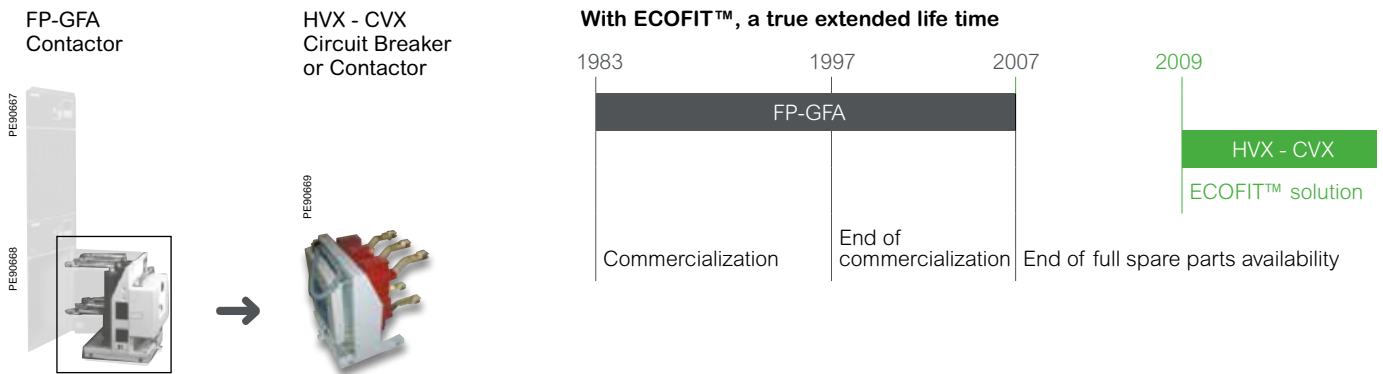 FP-GFA
Contactor
PE90667
PE90668
HVX - CVX
Circuit Breaker
or Contactor
PE90669
With ECOFIT™, a true extended life time
1983
1997
2007
2009
FP-GFA
HVX - CVX
ECOFIT™ solution
Commercialization
End of
commercialization
End of full spare parts availability